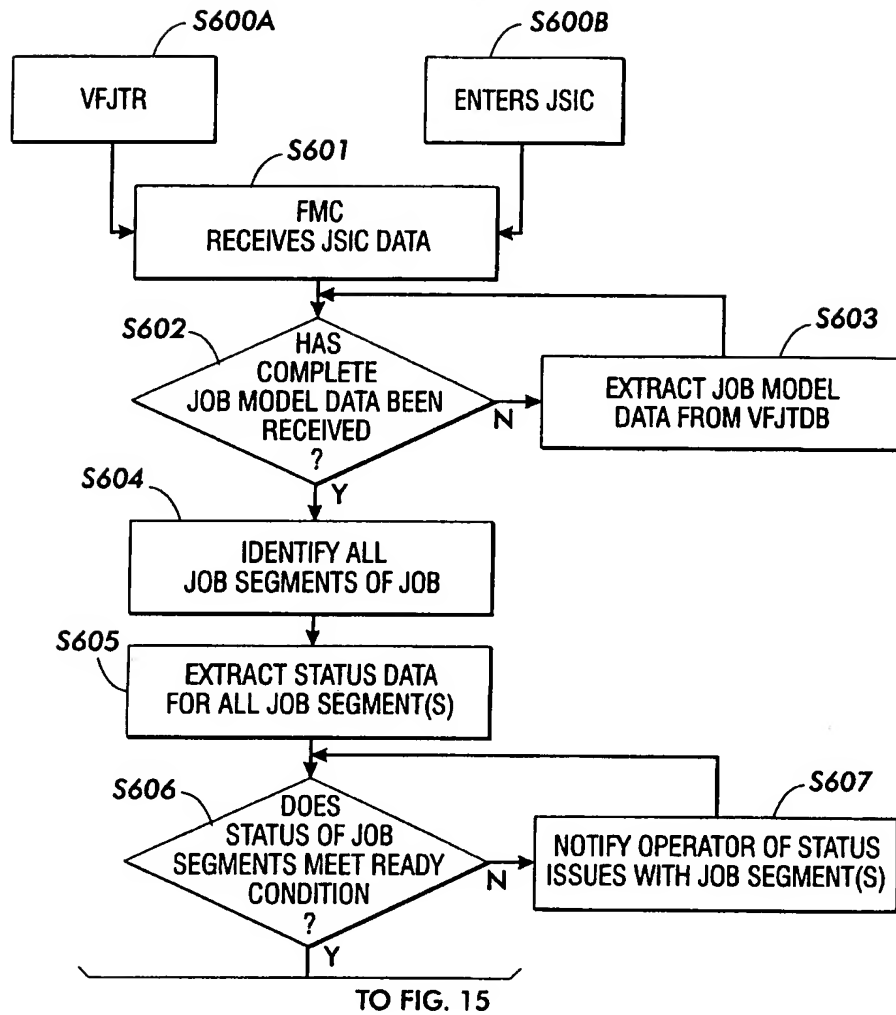 S600A
VFJTR
S600B
ENTERS JSIC
S601
FMC
RECEIVES JSIC DATA
S602
HAS
COMPLETE
JOB MODEL DATA BEEN
RECEIVED
?
N
Y
S603
EXTRACT JOB MODEL
DATA FROM VFJTDB
S604
IDENTIFY ALL
JOB SEGMENTS OF JOB
S605
EXTRACT STATUS DATA
FOR ALL JOB SEGMENT(S)
S606
DOES
STATUS OF JOB
SEGMENTS MEET READY
CONDITION
?
N
Y
S607
NOTIFY OPERATOR OF STATUS
ISSUES WITH JOB SEGMENT(S)
TO FIG. 15